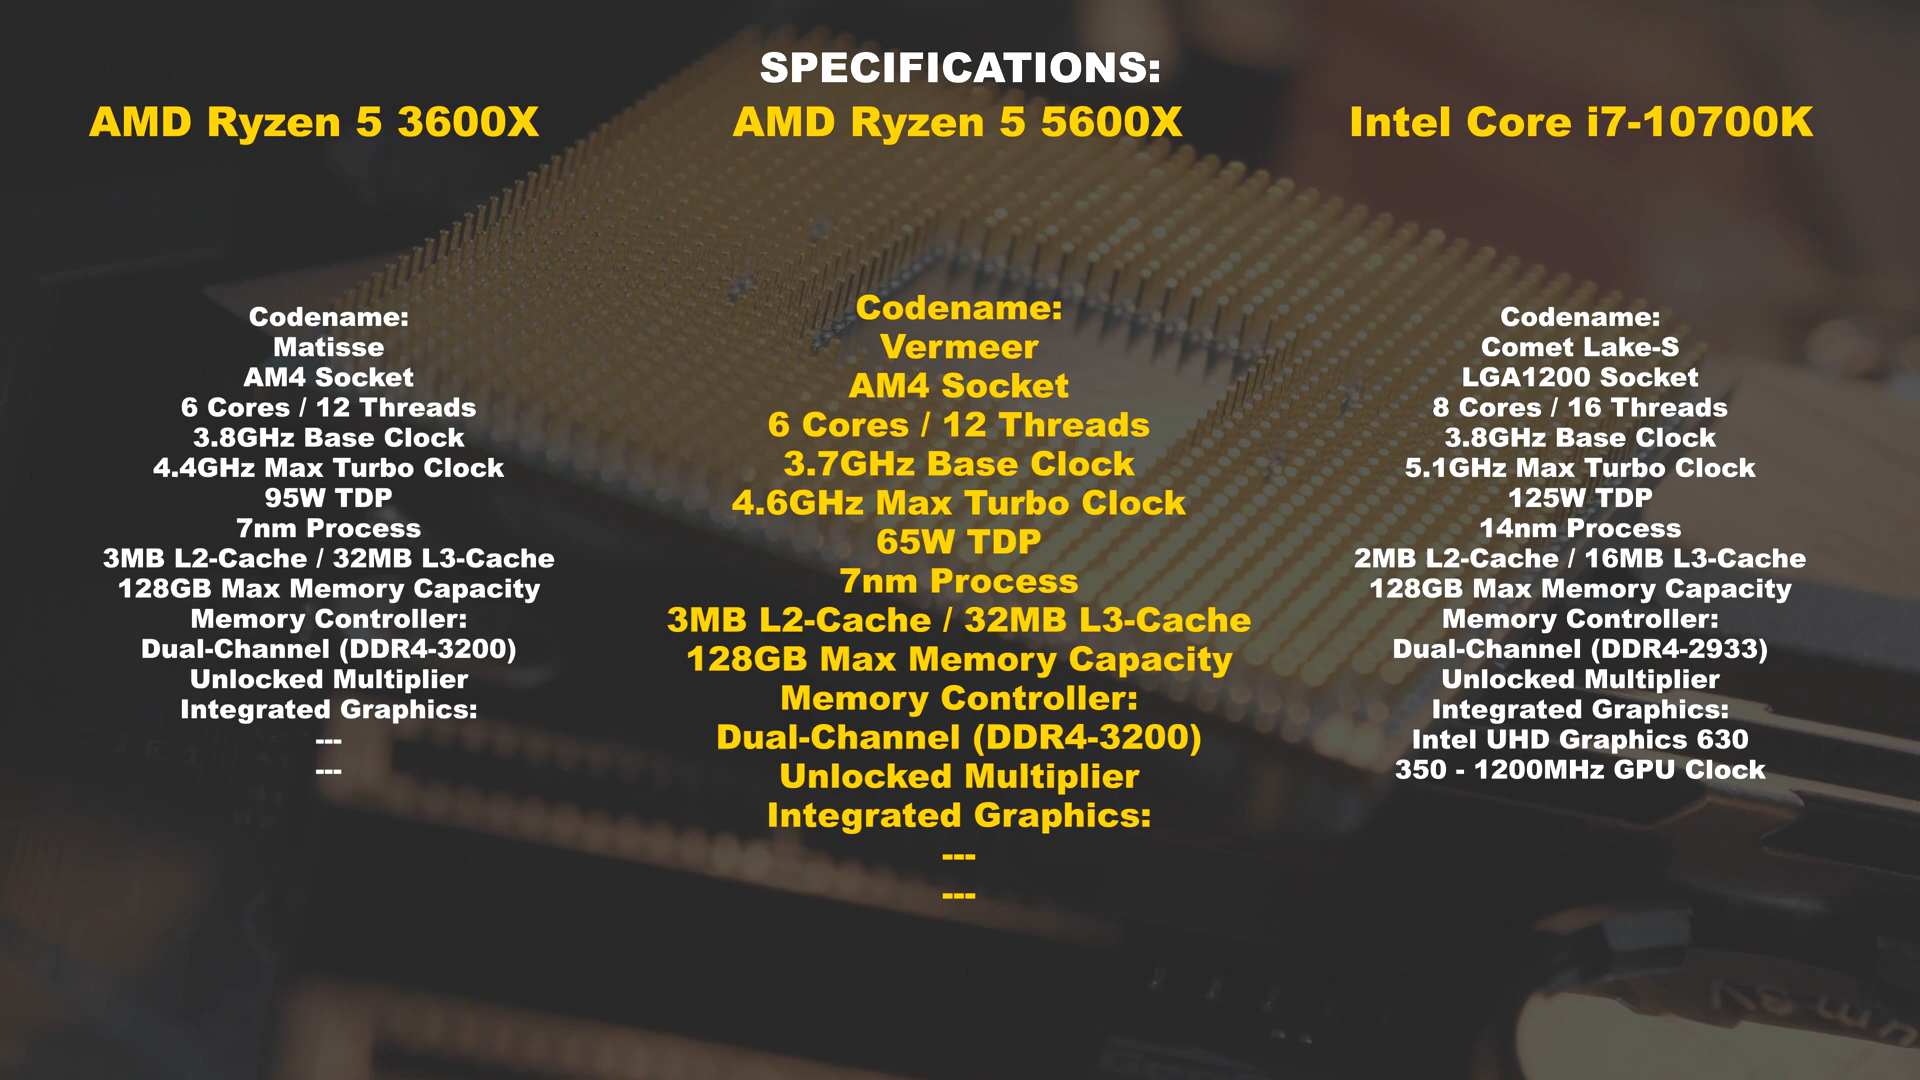 SPECIFICATIONS:
AMD Ryzen 5 3600X
AMD Ryzen 5 5600X
Intel Core i7-10700K
Codename:
Matisse
AM4 Socket
6 Cores / 12 Threads
3.8GHz Base Clock
4.4GHz Max Turbo Clock
95W TDP
7nm Process
3MB L2-Cache / 32MB L3-Cache
128GB Max Memory Capacity
Memory Controller:
Dual-Channel (DDR4-3200)
Unlocked Multiplier
Integrated Graphics:
---
---
Codename:
Vermeer
AM4 Socket
6 Cores / 12 Threads
3.7GHz Base Clock
4.6GHz Max Turbo Clock
65W TDP
7nm Process
3MB L2-Cache / 32MB L3-Cache
128GB Max Memory Capacity
Memory Controller:
Dual-Channel (DDR4-3200)
Unlocked Multiplier
Integrated Graphics:
---
---
Codename:
Comet Lake-S
LGA1200 Socket
8 Cores / 16 Threads
3.8GHz Base Clock
5.1GHz Max Turbo Clock
125W TDP
14nm Process
2MB L2-Cache / 16MB L3-Cache
128GB Max Memory Capacity
Memory Controller:
Dual-Channel (DDR4-2933)
Unlocked Multiplier
Integrated Graphics:
Intel UHD Graphics 630
350 - 1200MHz GPU Clock